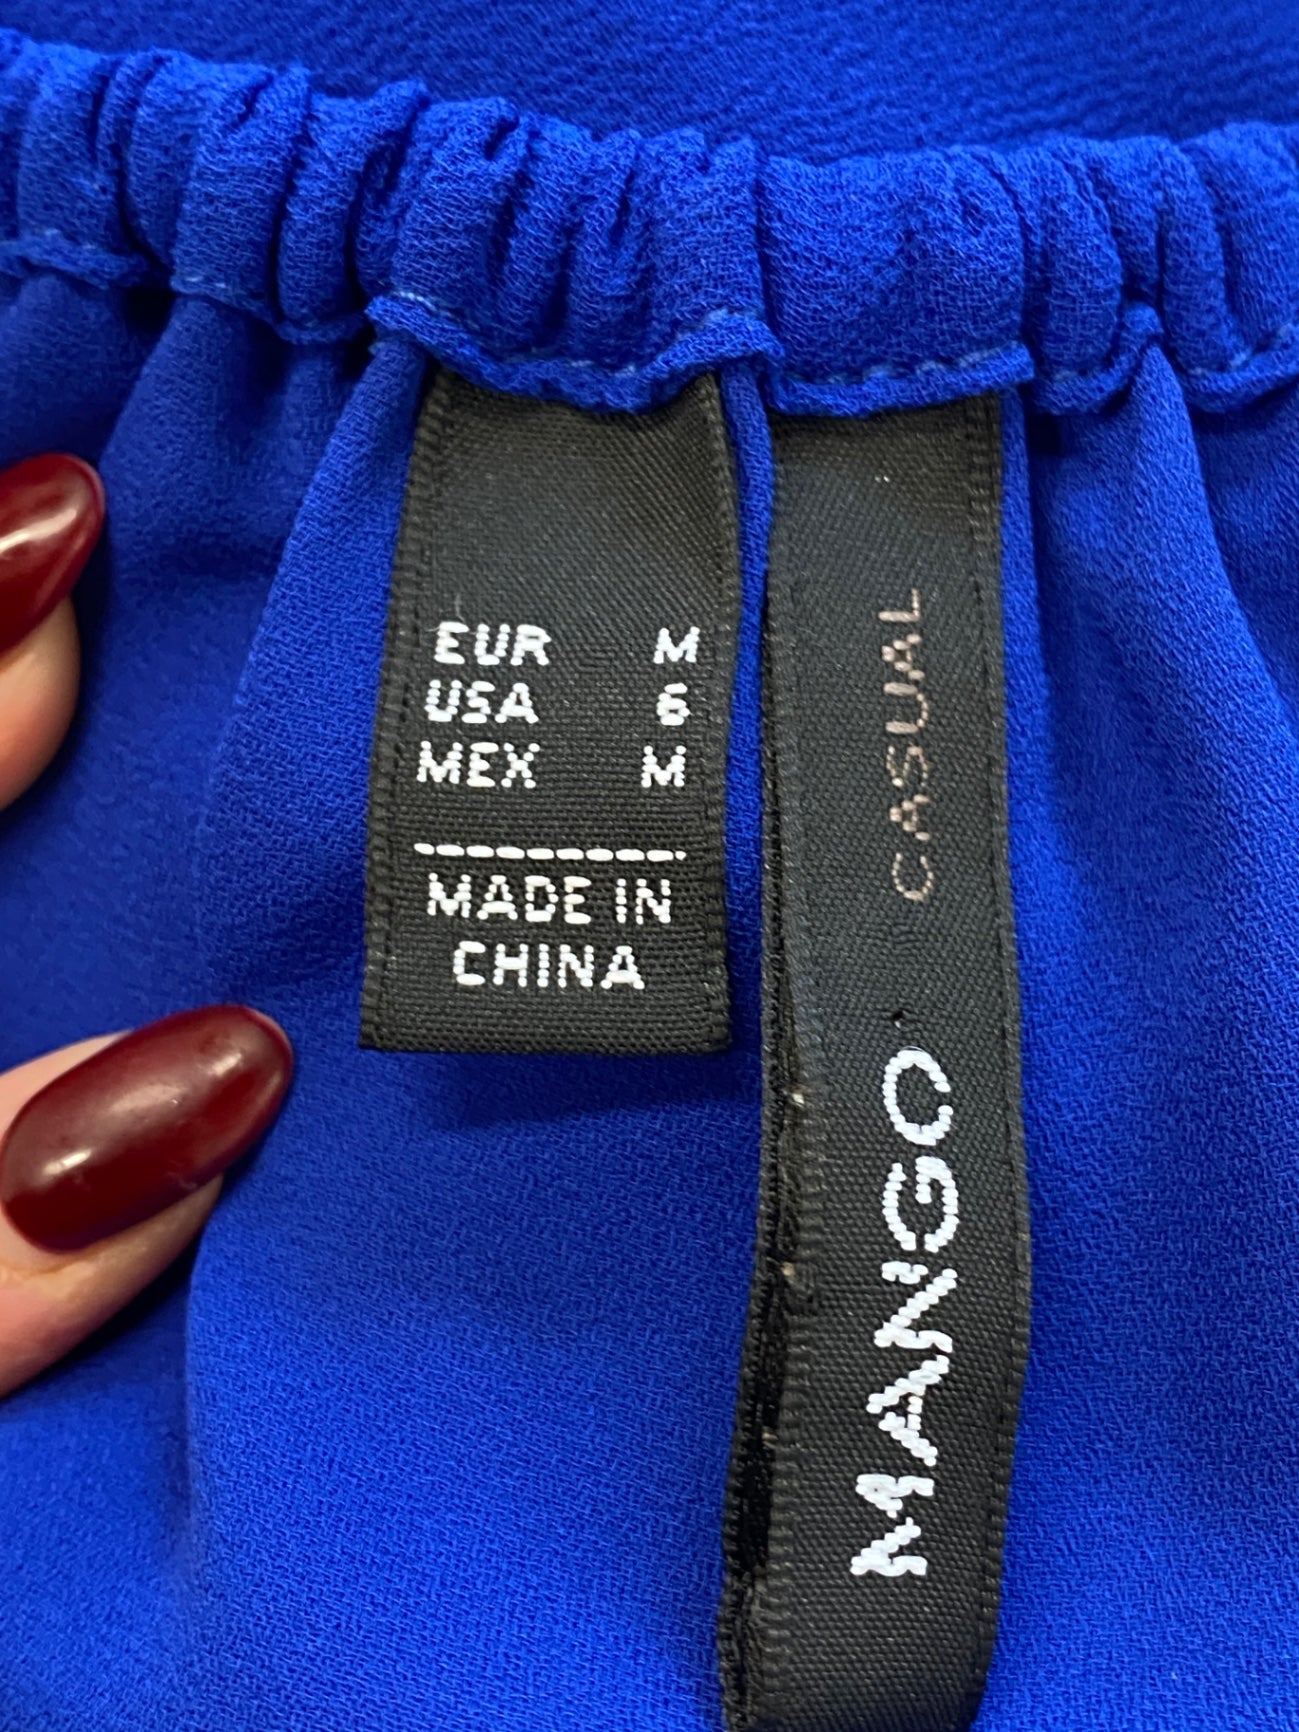 EUR M
USA 6
MEX M
MADE IN
CHINA
MANGO
CASUAL